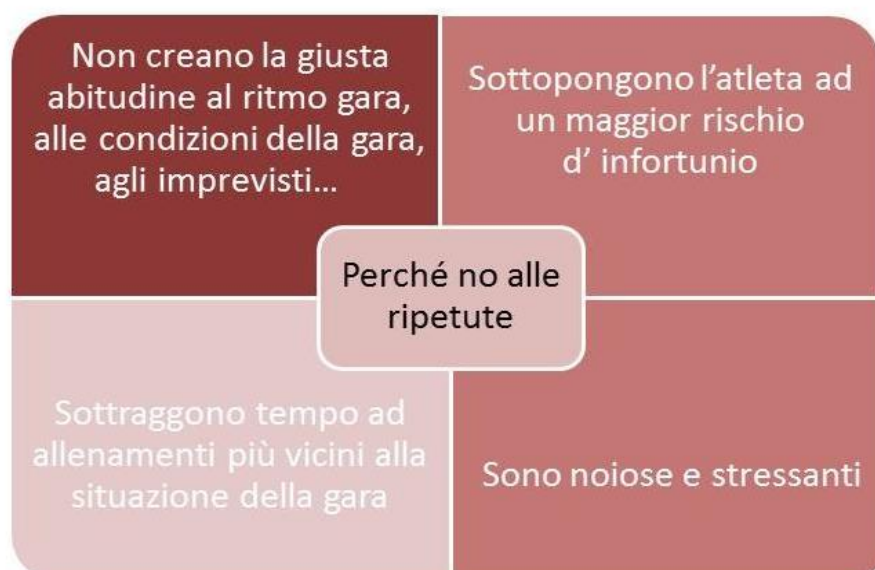 Non creano la giusta
abitudine al ritmo gara,
alle condizioni della gara,
agli imprevisti…
Sottopongono l’atleta ad
un maggior rischio
d’ infortunio
Perché no alle
ripetute
Sottraggono tempo ad
allenamenti più vicini alla
situazione della gara
Sono noiose e stressanti